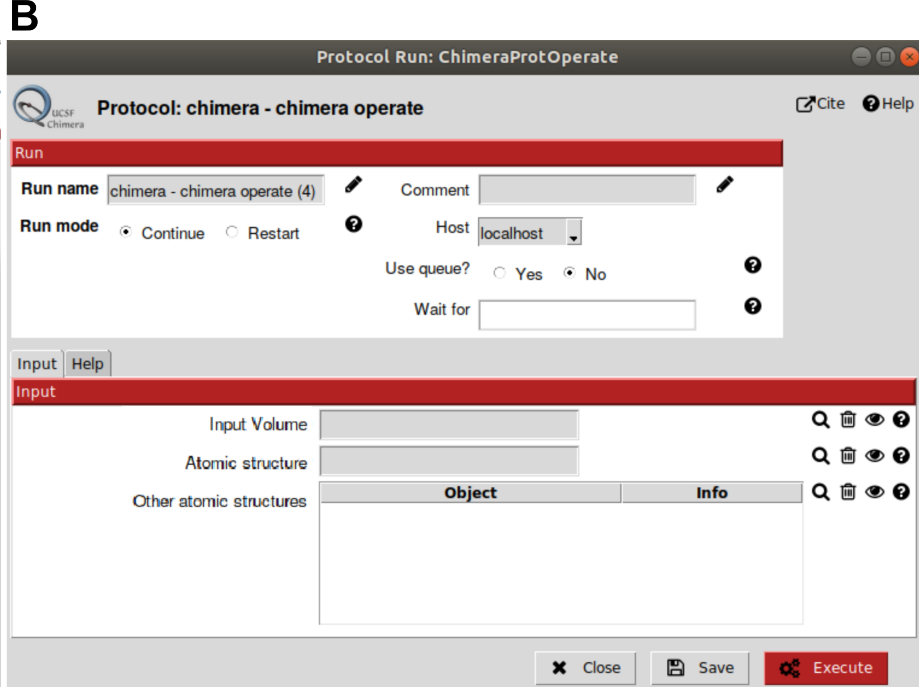 B
Protocol Run: ChimeraProtOperate
UCSF
Chimera
Protocol: chimera - chimera operate
Cite Help
Run
Run name chimera - chimera operate (4) Comment
Run mode Continue Restart Host localhost
Use queue? Yes No
Wait for
Input Help
Input
Input Volume
Atomic structure
Other atomic structures Object Info
Close Save Execute